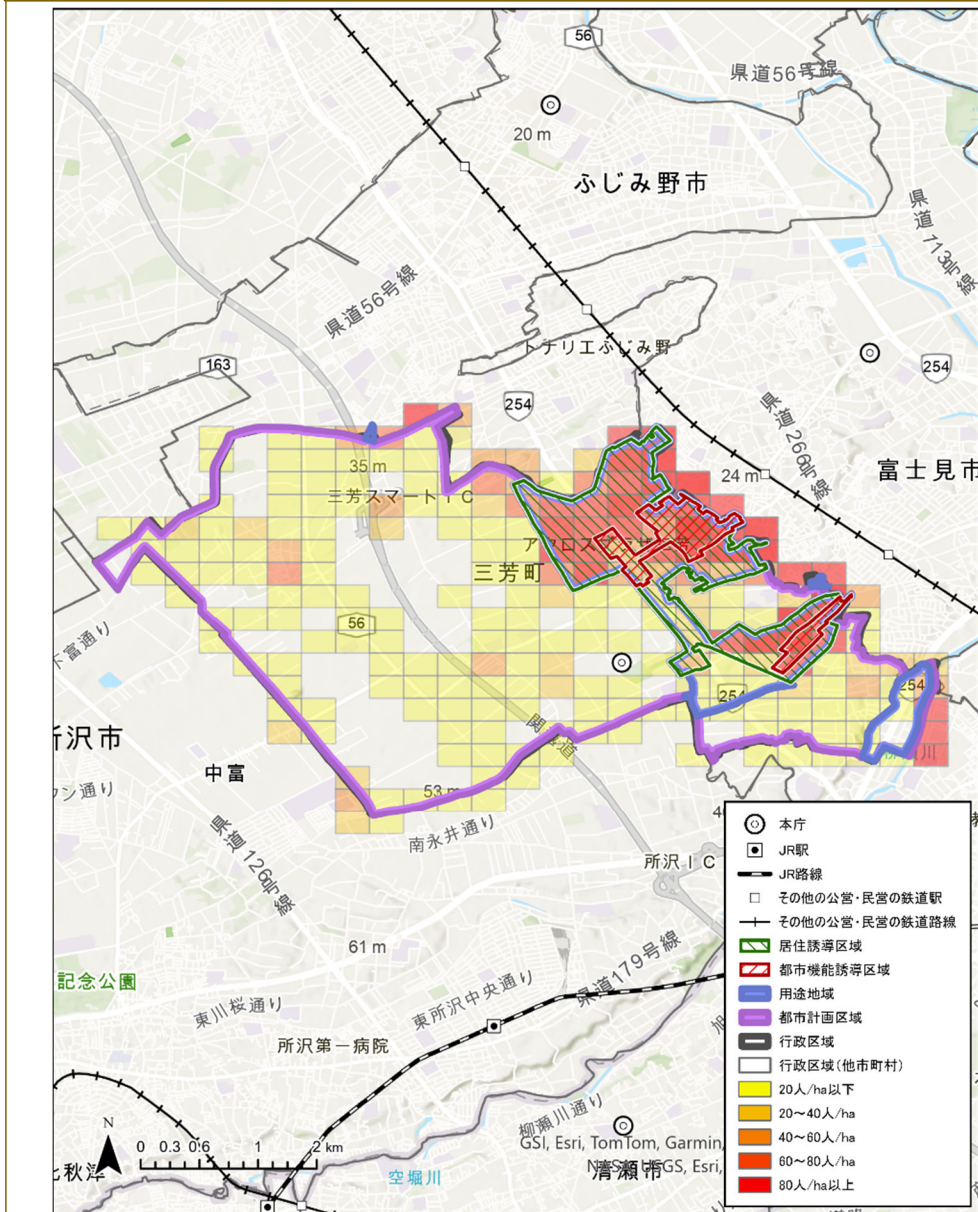 56
県道56号線
20 m
ふじみ野市
県道113号線
県道56号線
トナリエふじみ野
163
254
254
県道266号線
24 m
富士見市
35 m
三芳スマートIC
三芳町
56
254
254
下富通り
関越道
所沢市
中富
53 m
南永井通り
県道126号線
所沢IC
61 m
県道179号線
記念公園
東川桜通り
東所沢中央通り
所沢第一病院
柳瀬川通り
清瀬市
空堀川
N
0 0.3 0.6 1 2 km
GSI, Esri, TomTom, Garmin,
本庁
JR駅
JR路線
その他の公営・民営の鉄道駅
その他の公営・民営の鉄道路線
居住誘導区域
都市機能誘導区域
用途地域
都市計画区域
行政区域
行政区域(他市町村)
20人/ha以下
20～40人/ha
40～60人/ha
60～80人/ha
80人/ha以上